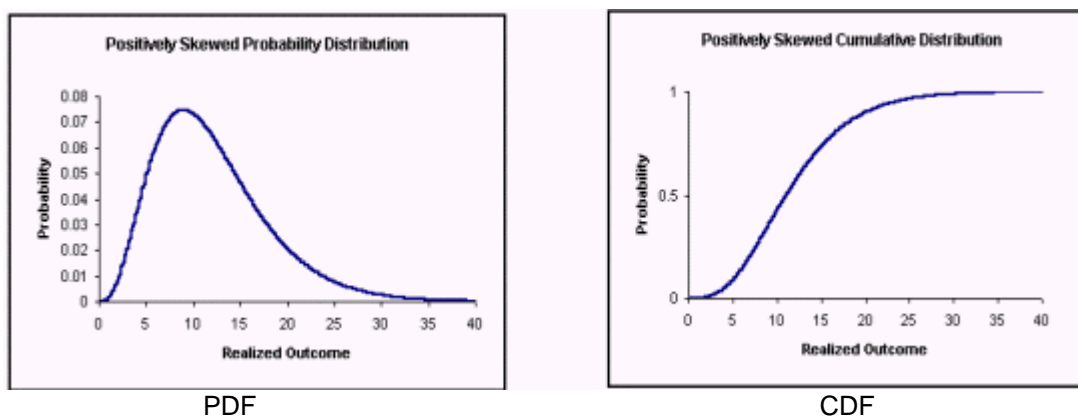 Positively Skewed Probability Distribution
0.08
0.07
0.06
0.05
0.04
0.03
0.02
0.01
0
Probability
0 5 10 15 20 25 30 35 40
Realized Outcome
Positively Skewed Cumulative Distribution
1
0.5
0
Probability
0 5 10 15 20 25 30 35 40
Realized Outcome
PDF
CDF